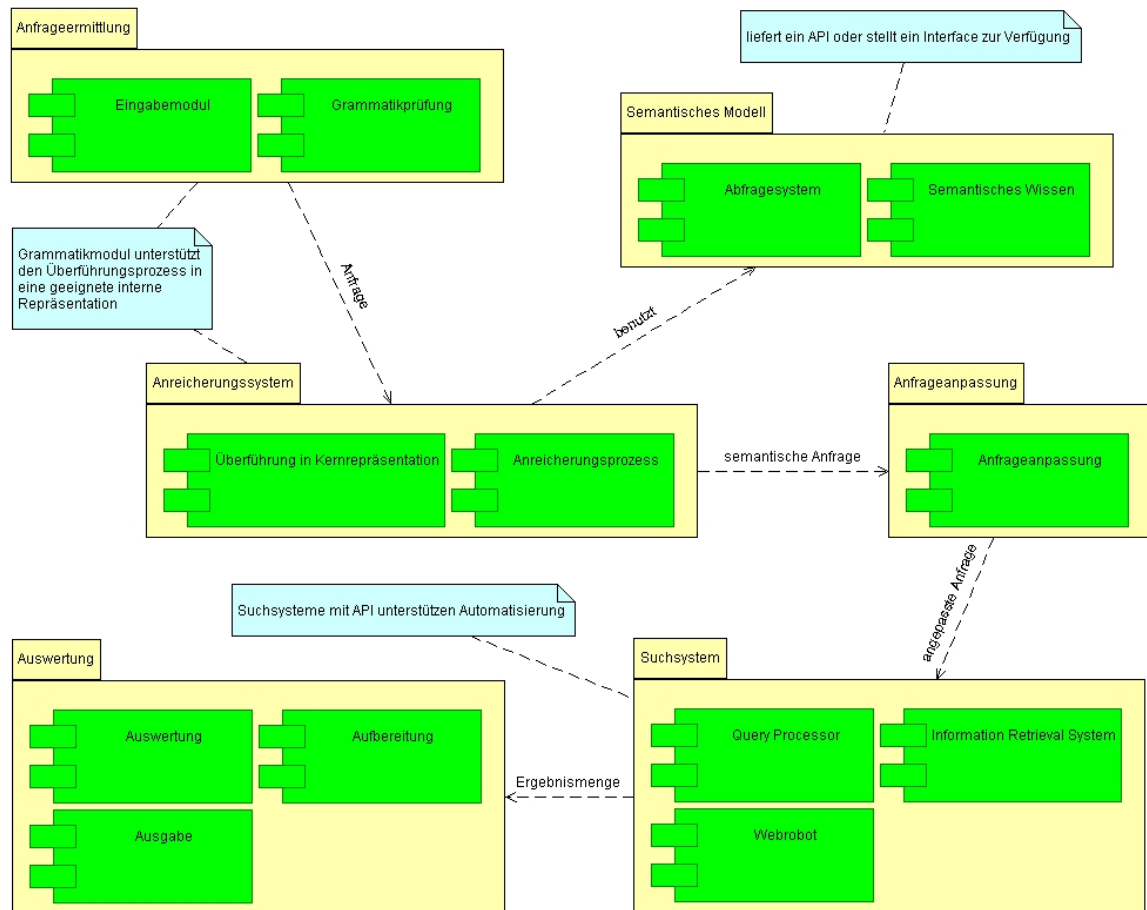 Anfrageermittlung
Eingabemodul
Grammatikprüfung
liefert ein API oder stellt ein Interface zur Verfügung
Semantisches Modell
Abfragesystem
Semantisches Wissen
Grammatikmodul unterstützt
den Überführungsprozess in
eine geeignete interne
Repräsentation
Anfrage
benutzt
Anreicherungssystem
Überführung in Kernrepräsentation
Anreicherungsprozess
semantische Anfrage
Anfrageanpassung
Anfrageanpassung
angepasste Anfrage
Suchsysteme mit API unterstützen Automatisierung
Auswertung
Auswertung
Aufbereitung
Ausgabe
Ergebnismenge
Suchsystem
Query Processor
Information Retrieval System
Webrobot